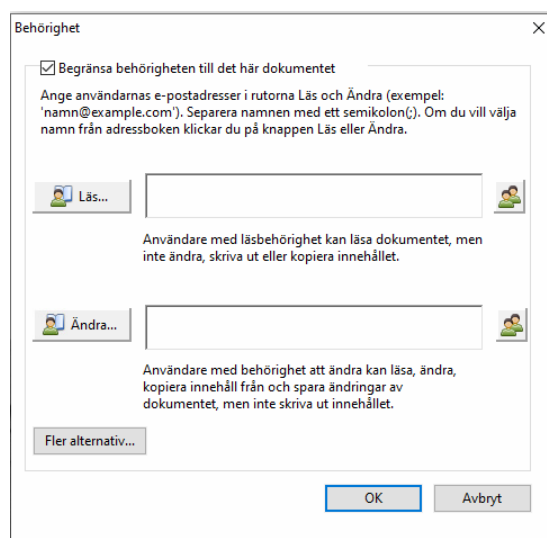 Behörighet
Begränsa behörigheten till det här dokumentet
Ange användarnas e-postadresser i rutorna Läs och Ändra (exempel:
'namn@example.com'). Separera namnen med ett semikolon(;). Om du vill välja
namn från adressboken klickar du på knappen Läs eller Ändra.
Läs...
Användare med läsbehörighet kan läsa dokumentet, men
inte ändra, skriva ut eller kopiera innehållet.
Ändra...
Användare med behörighet att ändra kan läsa, ändra,
kopiera innehåll från och spara ändringar av
dokumentet, men inte skriva ut innehållet.
Fler alternativ...
OK
Avbryt